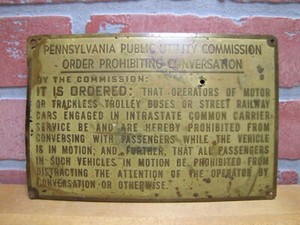 PENNSYLVANIA PUBLIC UTILITY COMMISSION
ORDER PROHIBITING CONVERSATION
BY THE COMMISSION:
IT IS ORDERED: THAT OPERATORS OF MOTOR
OR TRACKLESS TROLLEY BUSES OR STREET RAILWAY
CARS ENGAGED IN INTRASTATE COMMON CARRIER
SERVICE BE AND ARE HEREBY PROHIBITED FROM
CONVERSING WITH PASSENGERS WHILE THE VEHICLE
IS IN MOTION; AND, FURTHER, THAT ALL PASSENGERS
IN SUCH VEHICLES IN MOTION BE PROHIBITED FROM
DISTRACTING THE ATTENTION OF THE OPERATOR BY
CONVERSATION OR OTHERWISE.